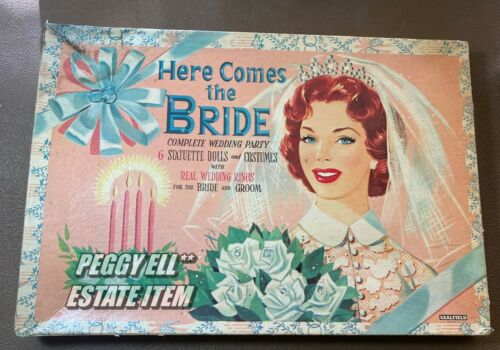 Here Comes
the
BRIDE
COMPLETE WEDDING PARTY
6 STATUETTE DOLLS and COSTUMES
WITH
REAL WEDDING RINGS
FOR THE BRIDE AND GROOM
PEGGY ELL**
ESTATE ITEM
SAALFIELD